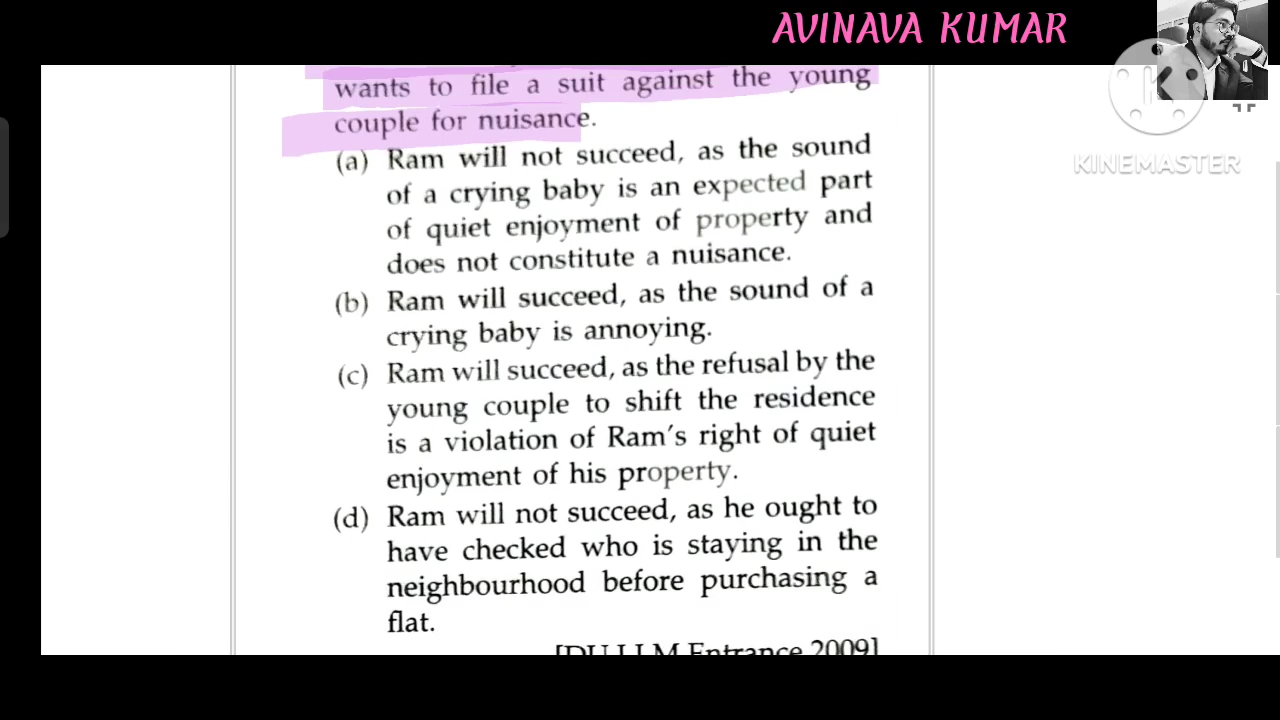 AVINAVA KUMAR
KINEMASTER
wants to file a suit against the young
couple for nuisance.
(a) Ram will not succeed, as the sound
of a crying baby is an expected part
of quiet enjoyment of property and
does not constitute a nuisance.
(b) Ram will succeed, as the sound of a
crying baby is annoying.
(c) Ram will succeed, as the refusal by the
young couple to shift the residence
is a violation of Ram's right of quiet
enjoyment of his property.
(d) Ram will not succeed, as he ought to
have checked who is staying in the
neighbourhood before purchasing a
flat.
[DU LLM Entrance 2009]